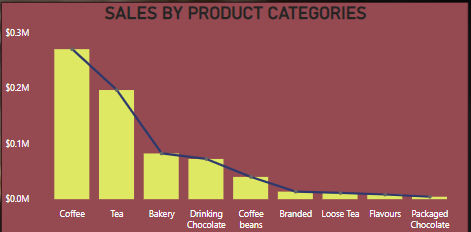 SALES BY PRODUCT CATEGORIES
$0.3M
$0.2M
$0.1M
$0.0M
Coffee
Tea
Bakery
Drinking
Chocolate
Coffee
beans
Branded
Loose Tea
Flavours
Packaged
Chocolate